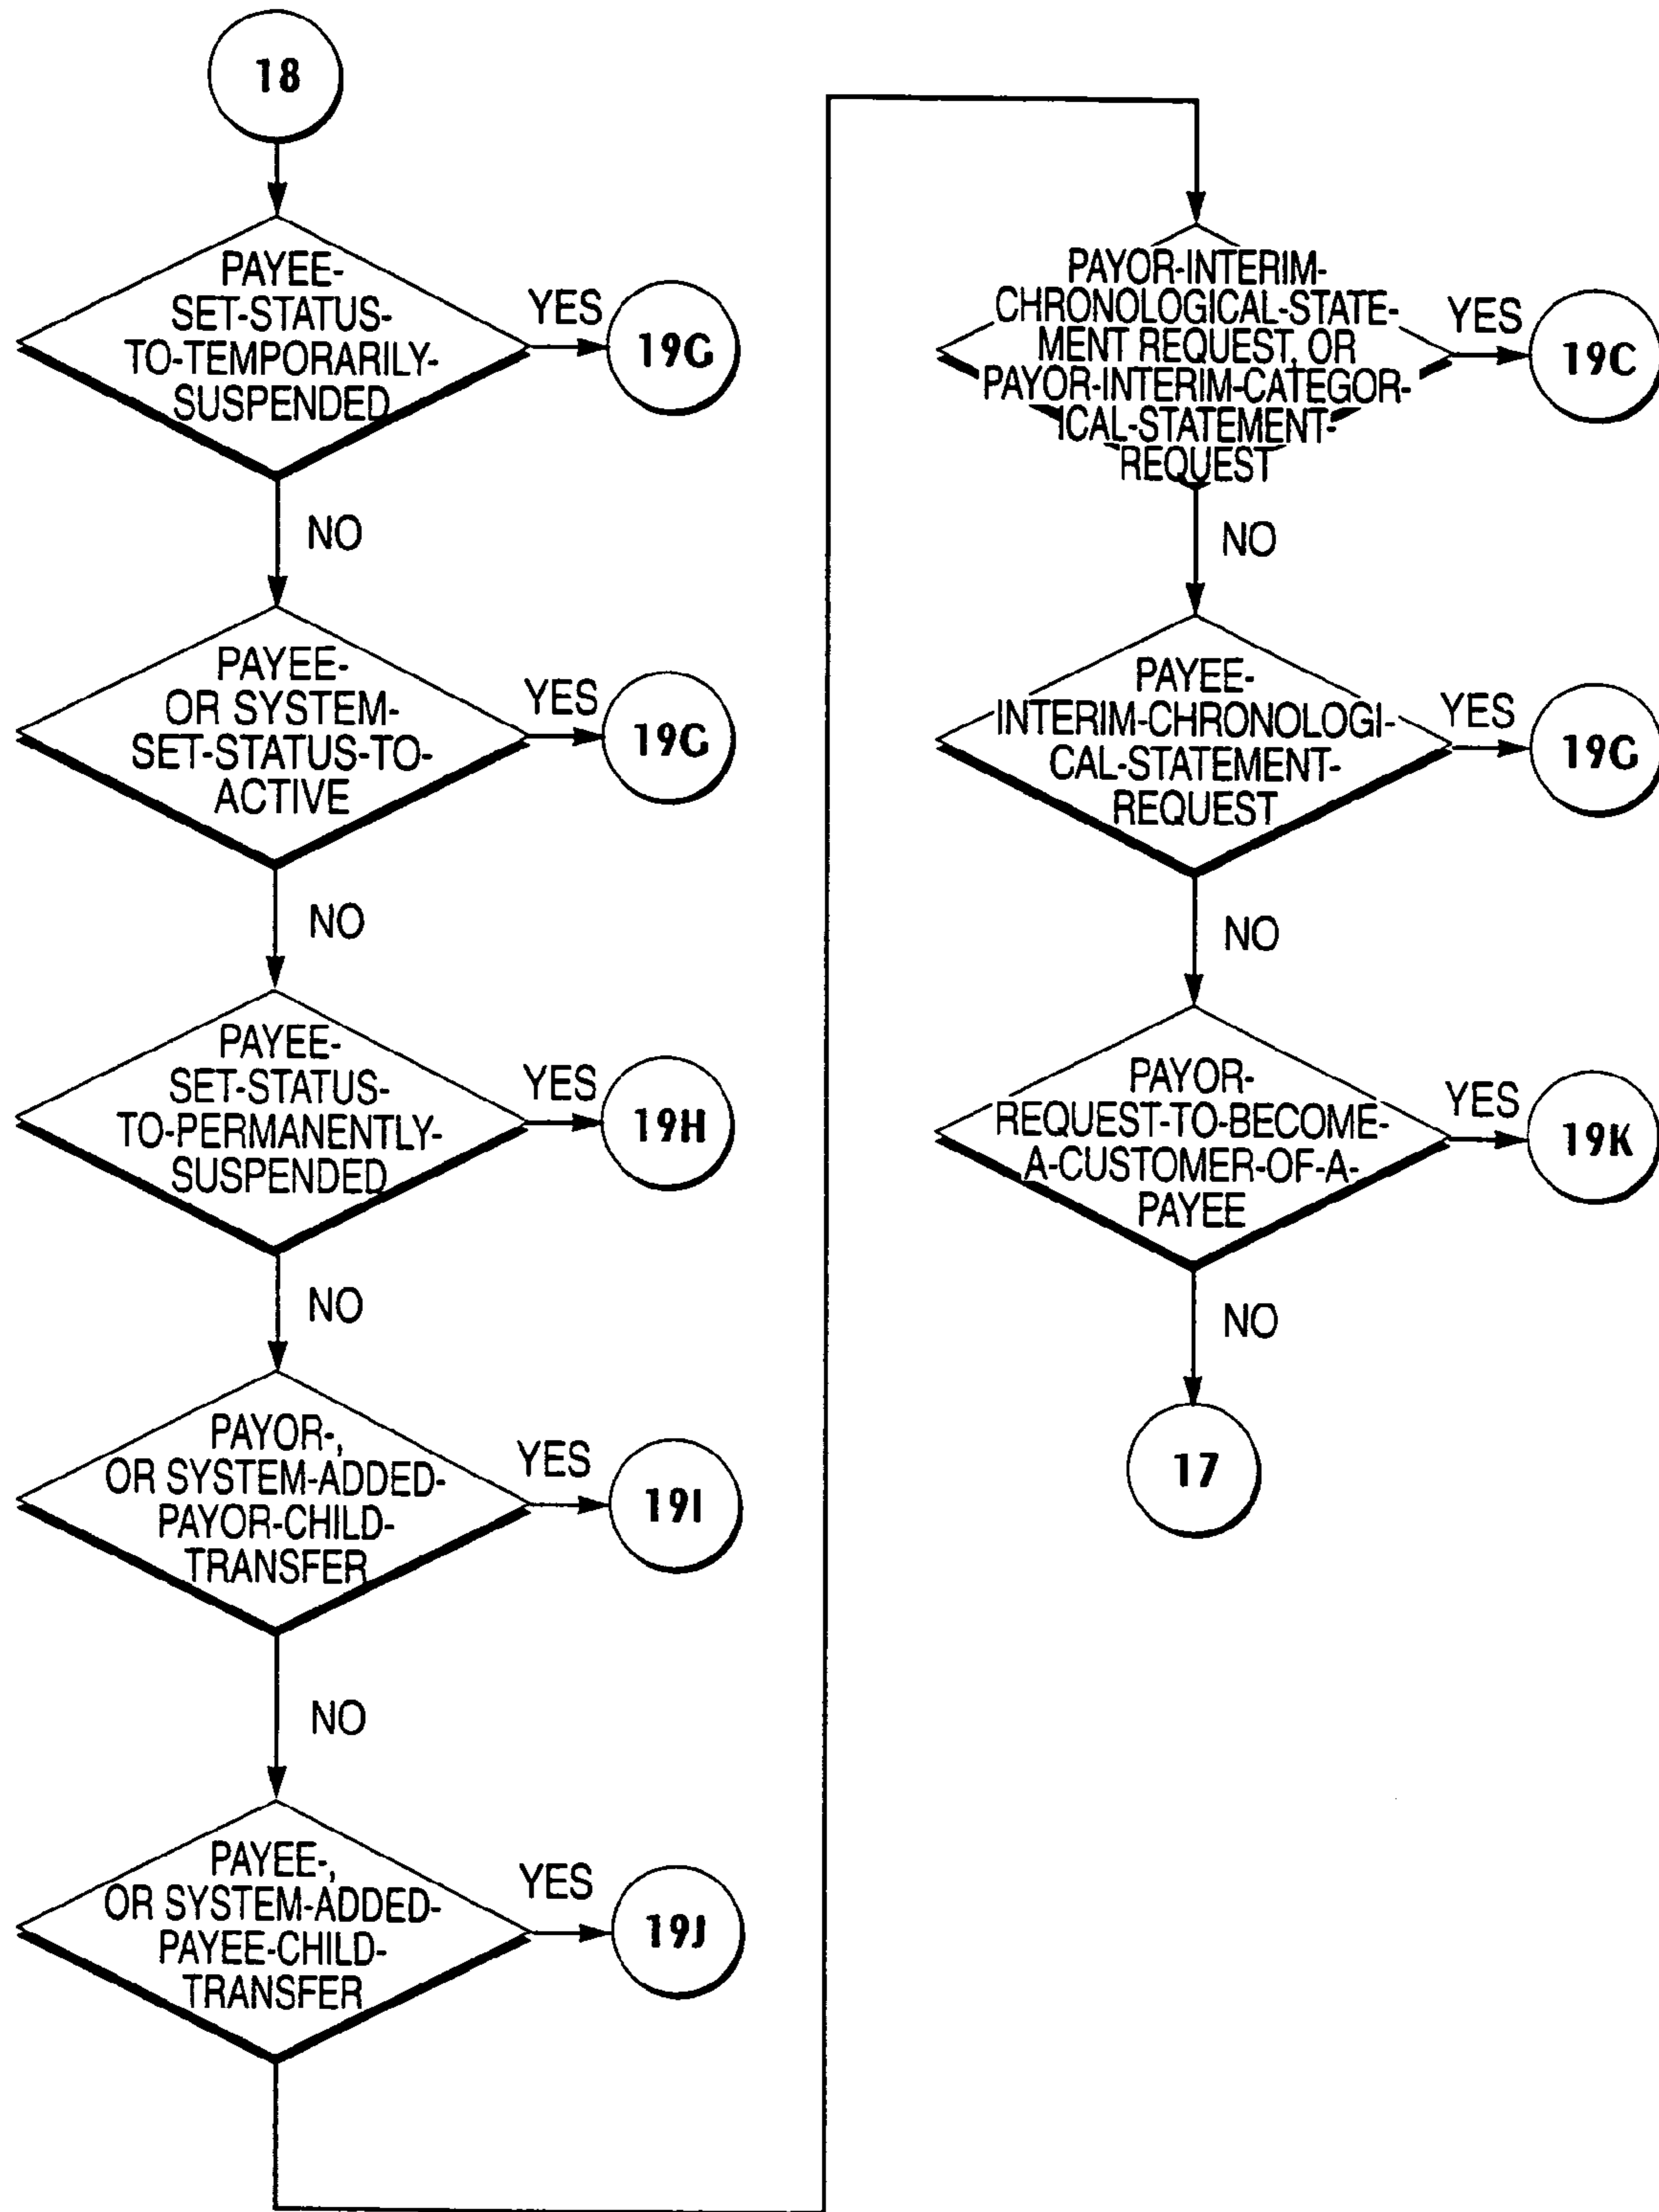 18
PAYEE-
SET-STATUS-
TO-TEMPORARILY-
SUSPENDED
YES
19G
NO
PAYEE-
OR SYSTEM-
SET-STATUS-TO-
ACTIVE
YES
19G
NO
PAYEE-
SET-STATUS-
TO-PERMANENTLY-
SUSPENDED
YES
19H
NO
PAYOR-,
OR SYSTEM-ADDED-
PAYOR-CHILD-
TRANSFER
YES
19I
NO
PAYEE-,
OR SYSTEM-ADDED-
PAYEE-CHILD-
TRANSFER
YES
19J
PAYOR-INTERIM-
CHRONOLOGICAL-STATE-
MENT REQUEST, OR
PAYOR-INTERIM-CATEGOR-
ICAL-STATEMENT-
REQUEST
YES
19C
NO
PAYEE-
INTERIM-CHRONOLOGI-
CAL-STATEMENT-
REQUEST
YES
19G
NO
PAYOR-
REQUEST-TO-BECOME-
A-CUSTOMER-OF-A-
PAYEE
YES
19K
NO
17